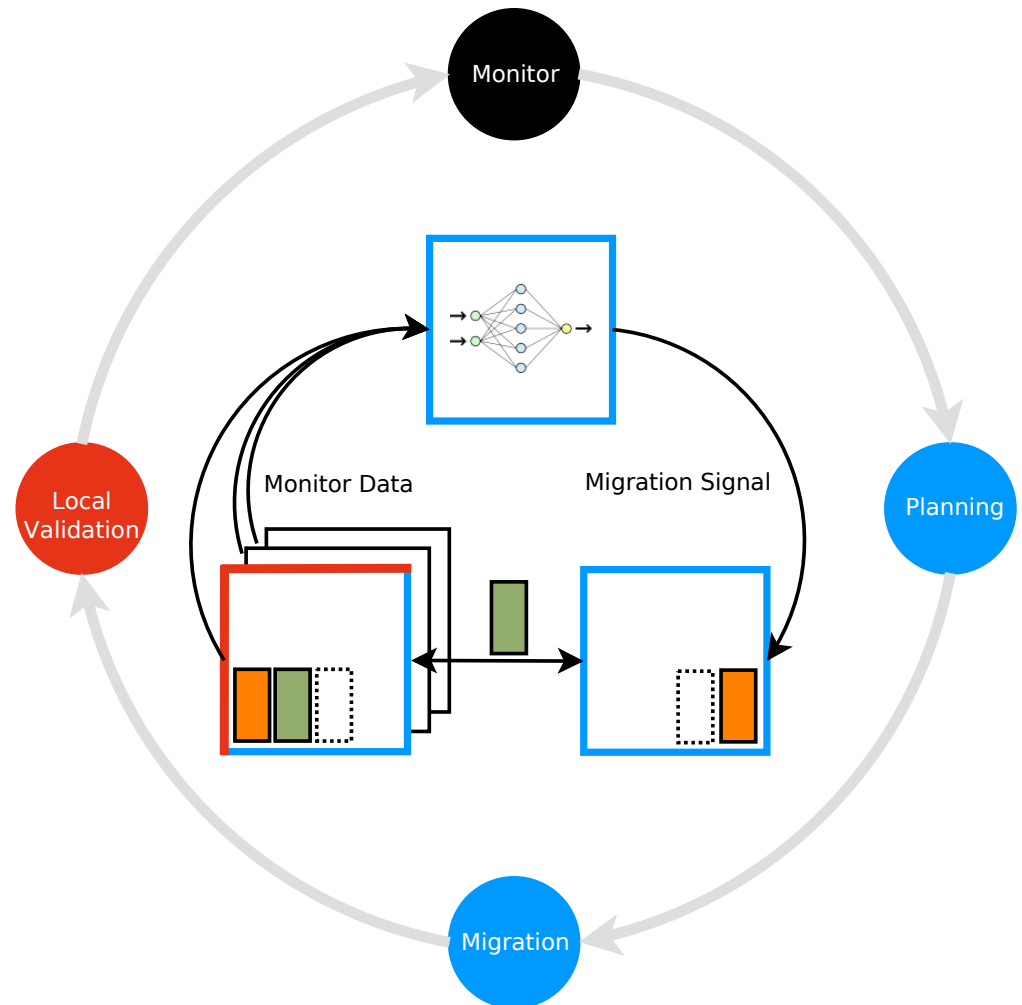 Monitor
Monitor Data
Migration Signal
Local
Validation
Planning
Migration